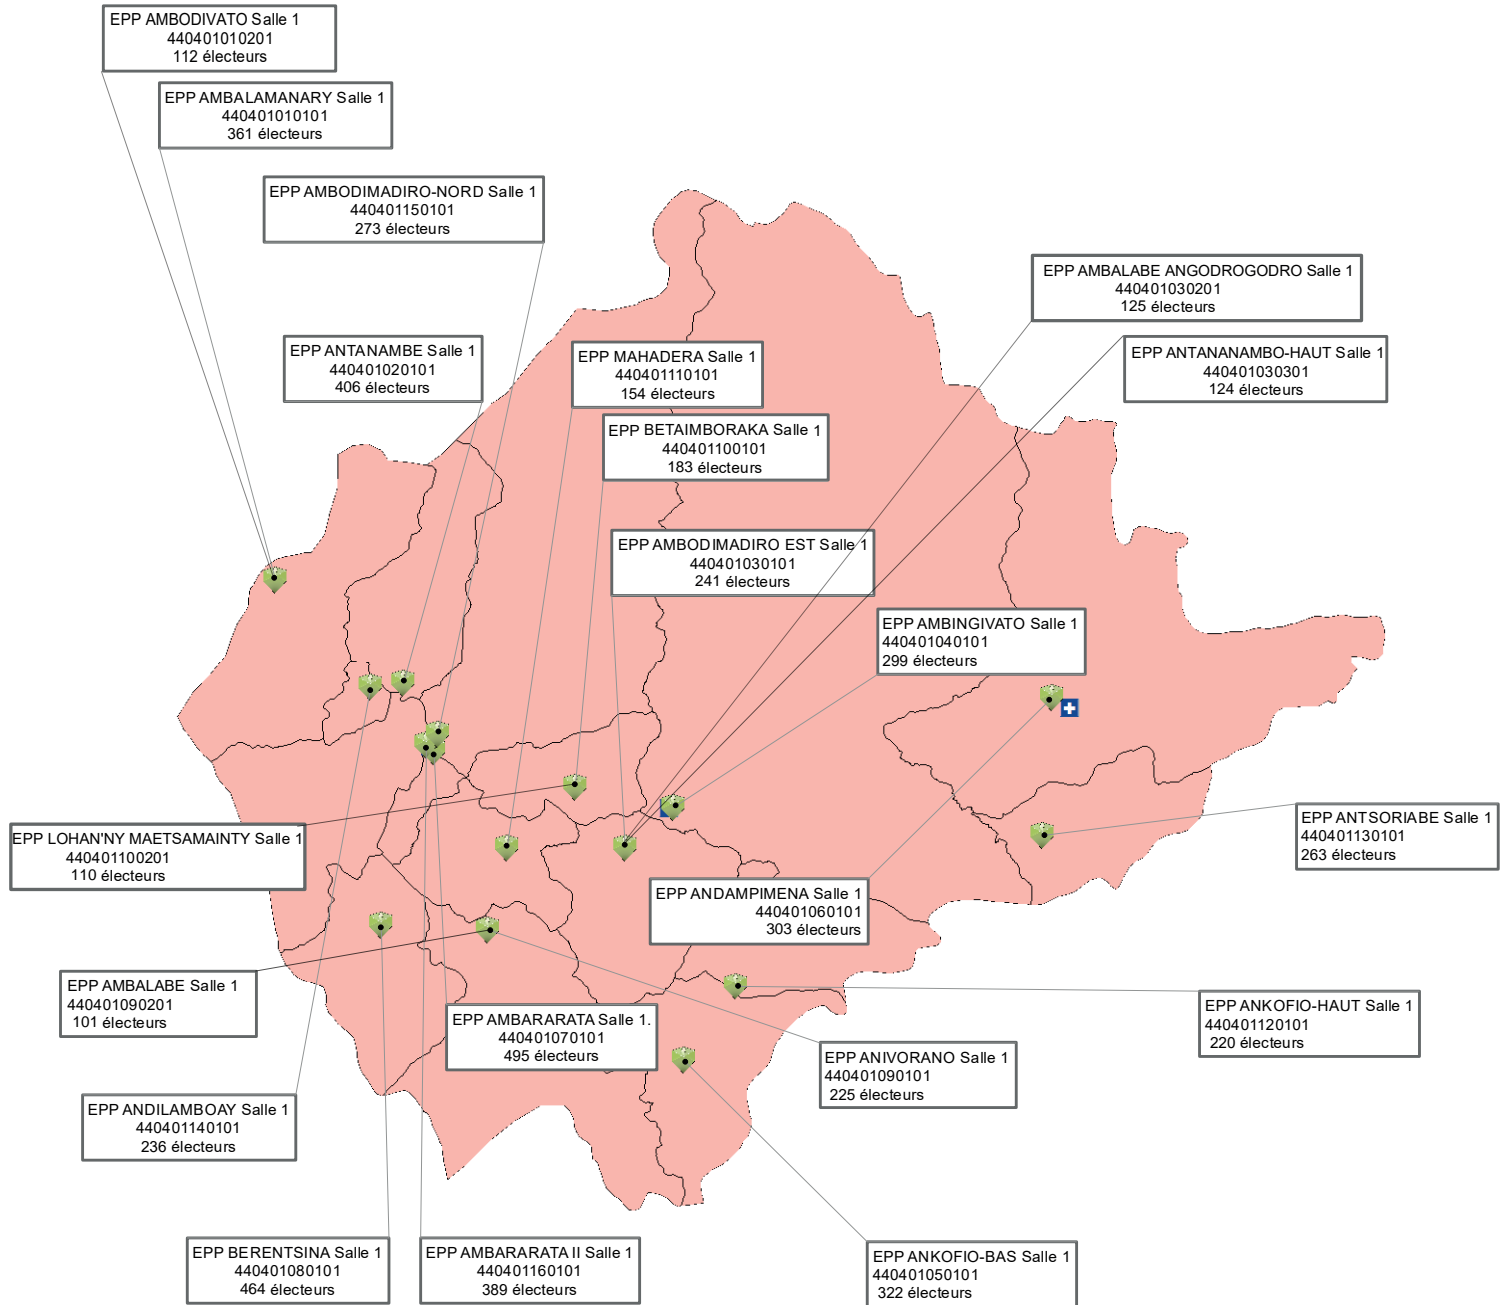 EPP AMBODIVATO Salle 1
440401010201
112 électeurs
EPP AMBALAMANARY Salle 1
440401010101
361 électeurs
EPP AMBODIMADIRO-NORD Salle 1
440401150101
273 électeurs
EPP AMBALABE ANGODROGODRO Salle 1
440401030201
125 électeurs
EPP ANTANAMBE Salle 1
440401020101
406 électeurs
EPP MAHADERA Salle 1
440401110101
154 électeurs
EPP ANTANANAMBO-HAUT Salle 1
440401030301
124 électeurs
EPP BETAIMBORAKA Salle 1
440401100101
183 électeurs
EPP AMBODIMADIRO EST Salle 1
440401030101
241 électeurs
EPP AMBINGIVATO Salle 1
440401040101
299 électeurs
EPP ANTSORIABE Salle 1
440401130101
263 électeurs
EPP LOHAN'NY MAETSAMAINTY Salle 1
440401100201
110 électeurs
EPP ANDAMPIMENA Salle 1
440401060101
303 électeurs
EPP AMBALABE Salle 1
440401090201
101 électeurs
EPP ANKOFIO-HAUT Salle 1
440401120101
220 électeurs
EPP AMBARARATA Salle 1.
440401070101
495 électeurs
EPP ANIVORANO Salle 1
440401090101
225 électeurs
EPP ANDILAMBOAY Salle 1
440401140101
236 électeurs
EPP BERENTSINA Salle 1
440401080101
464 électeurs
EPP AMBARARATA II Salle 1
440401160101
389 électeurs
EPP ANKOFIO-BAS Salle 1
440401050101
322 électeurs